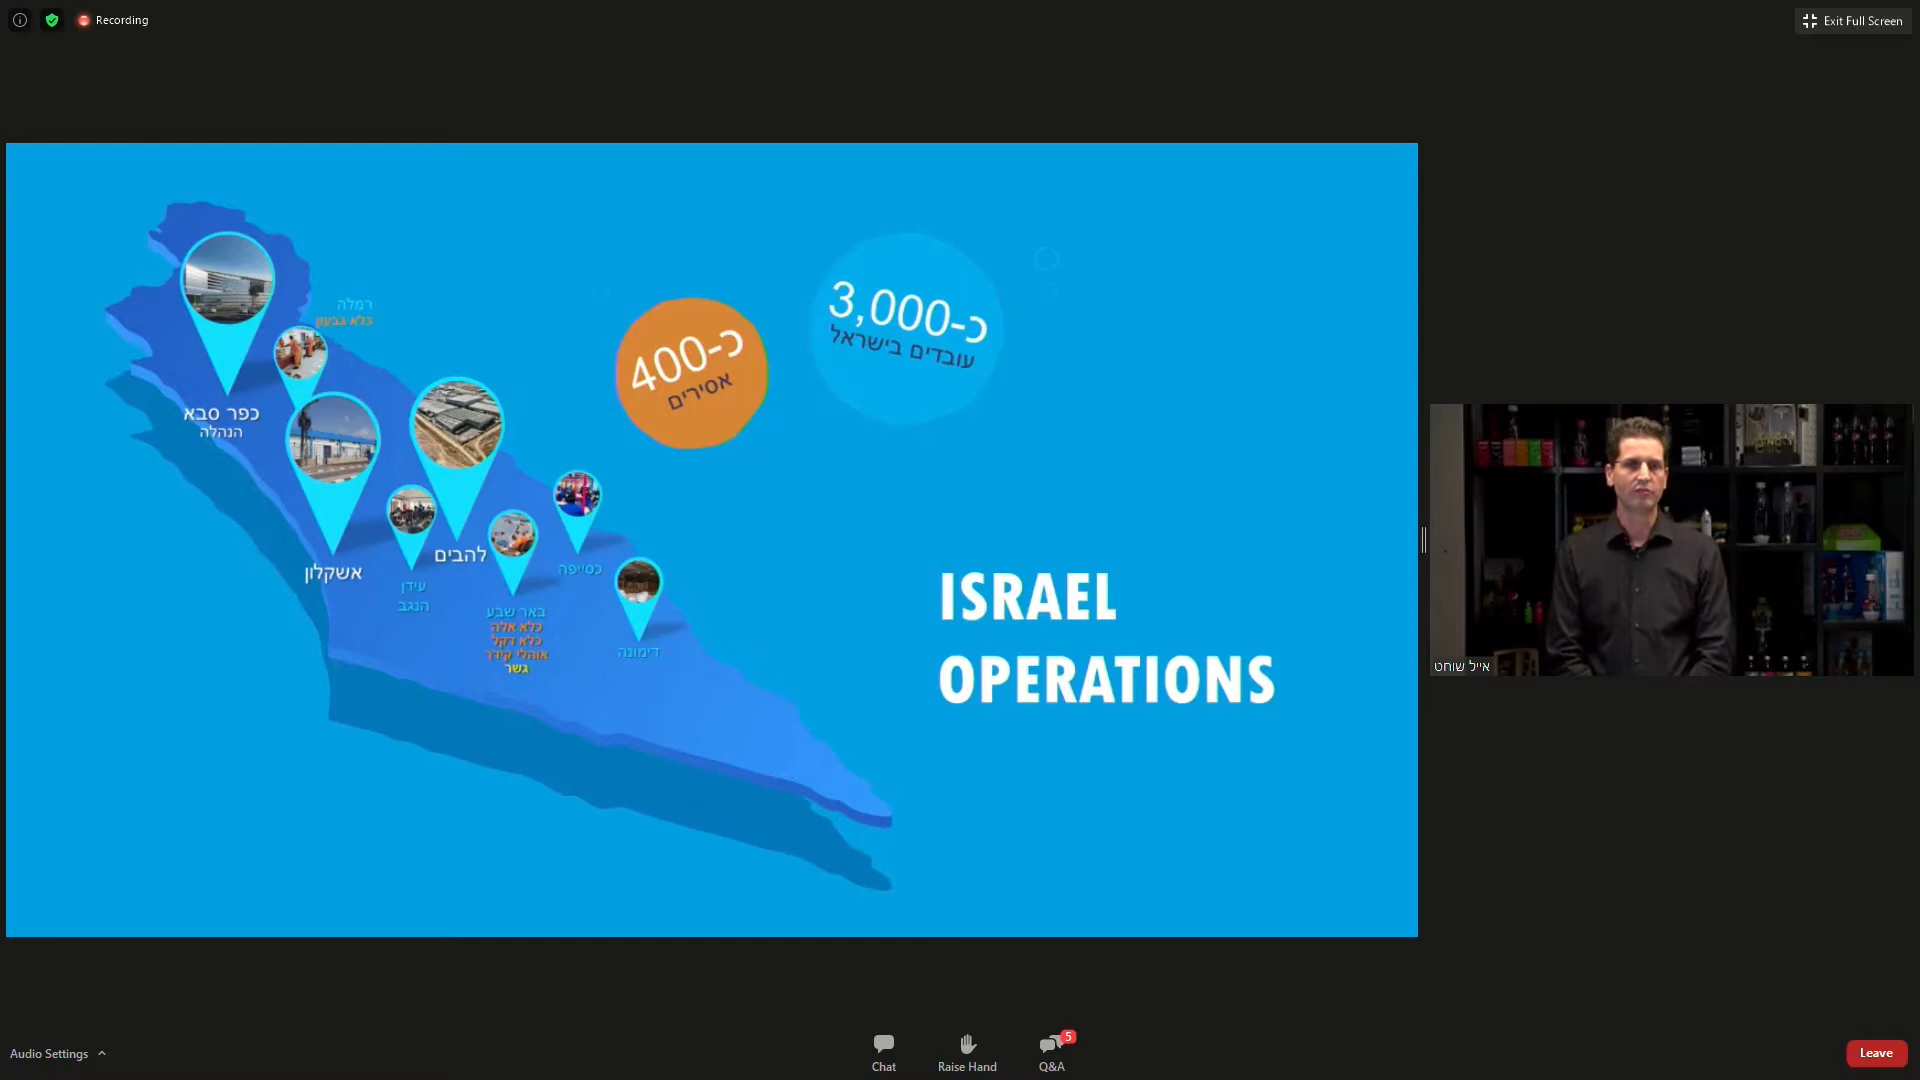 Recording
Exit Full Screen
רמלה
כלא גבעון
כפר סבא
הנהלה
אשקלון
עידן
הנגב
להבים
באר שבע
כלא אלה
כלא דקל
אוהלי קידר
גשר
כסייפה
דימונה
כ-400
אסירים
כ-3,000
עובדים בישראל
ISRAEL
OPERATIONS
אייל שוחט
Audio Settings
Chat
Raise Hand
5
Q&A
Leave